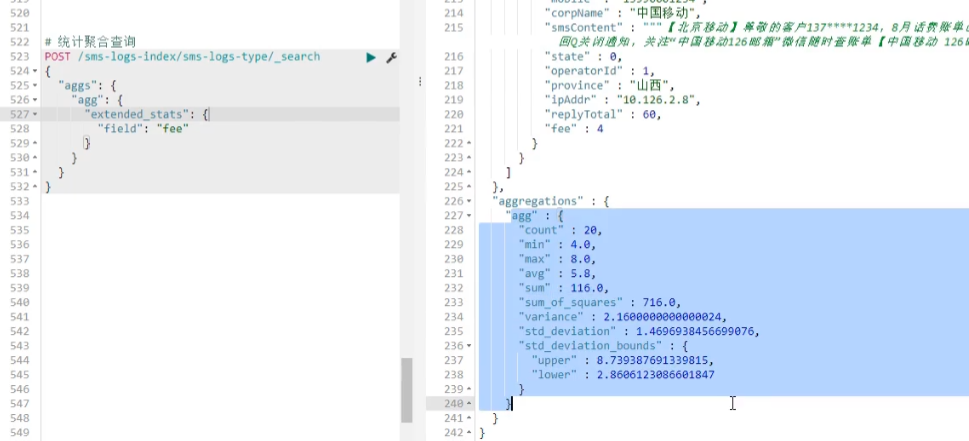 520
521
522 # 统计聚合查询
523 POST /sms-logs-index/sms-logs-type/_search
524 {
525 "aggs": {
526 "agg": {
527 "extended_stats": {
528 "field": "fee"
529 }
530 }
531 }
532 }
533
534
535
536
537
538
539
540
541
542
543
544
545
546
547
548
549
214 "corpName" : "中国移动",
215 "smsContent" : """【北京移动】尊敬的客户137****1234，8月话费账单
回Q关闭通知，关注“中国移动126邮箱”微信随时查账单【中国移动 126
216 "state" : 0,
217 "operatorId" : 1,
218 "province" : "山西",
219 "ipAddr" : "10.126.2.8",
220 "replyTotal" : 60,
221 "fee" : 4
222 }
223 }
224 ]
225 },
226 "aggregations" : {
227 "agg" : {
228 "count" : 20,
229 "min" : 4.0,
230 "max" : 8.0,
231 "avg" : 5.8,
232 "sum" : 116.0,
233 "sum_of_squares" : 716.0,
234 "variance" : 2.1600000000000024,
235 "std_deviation" : 1.4696938456699076,
236 "std_deviation_bounds" : {
237 "upper" : 8.739387691339815,
238 "lower" : 2.8606123086601847
239 }
240 }
241 }
242 }